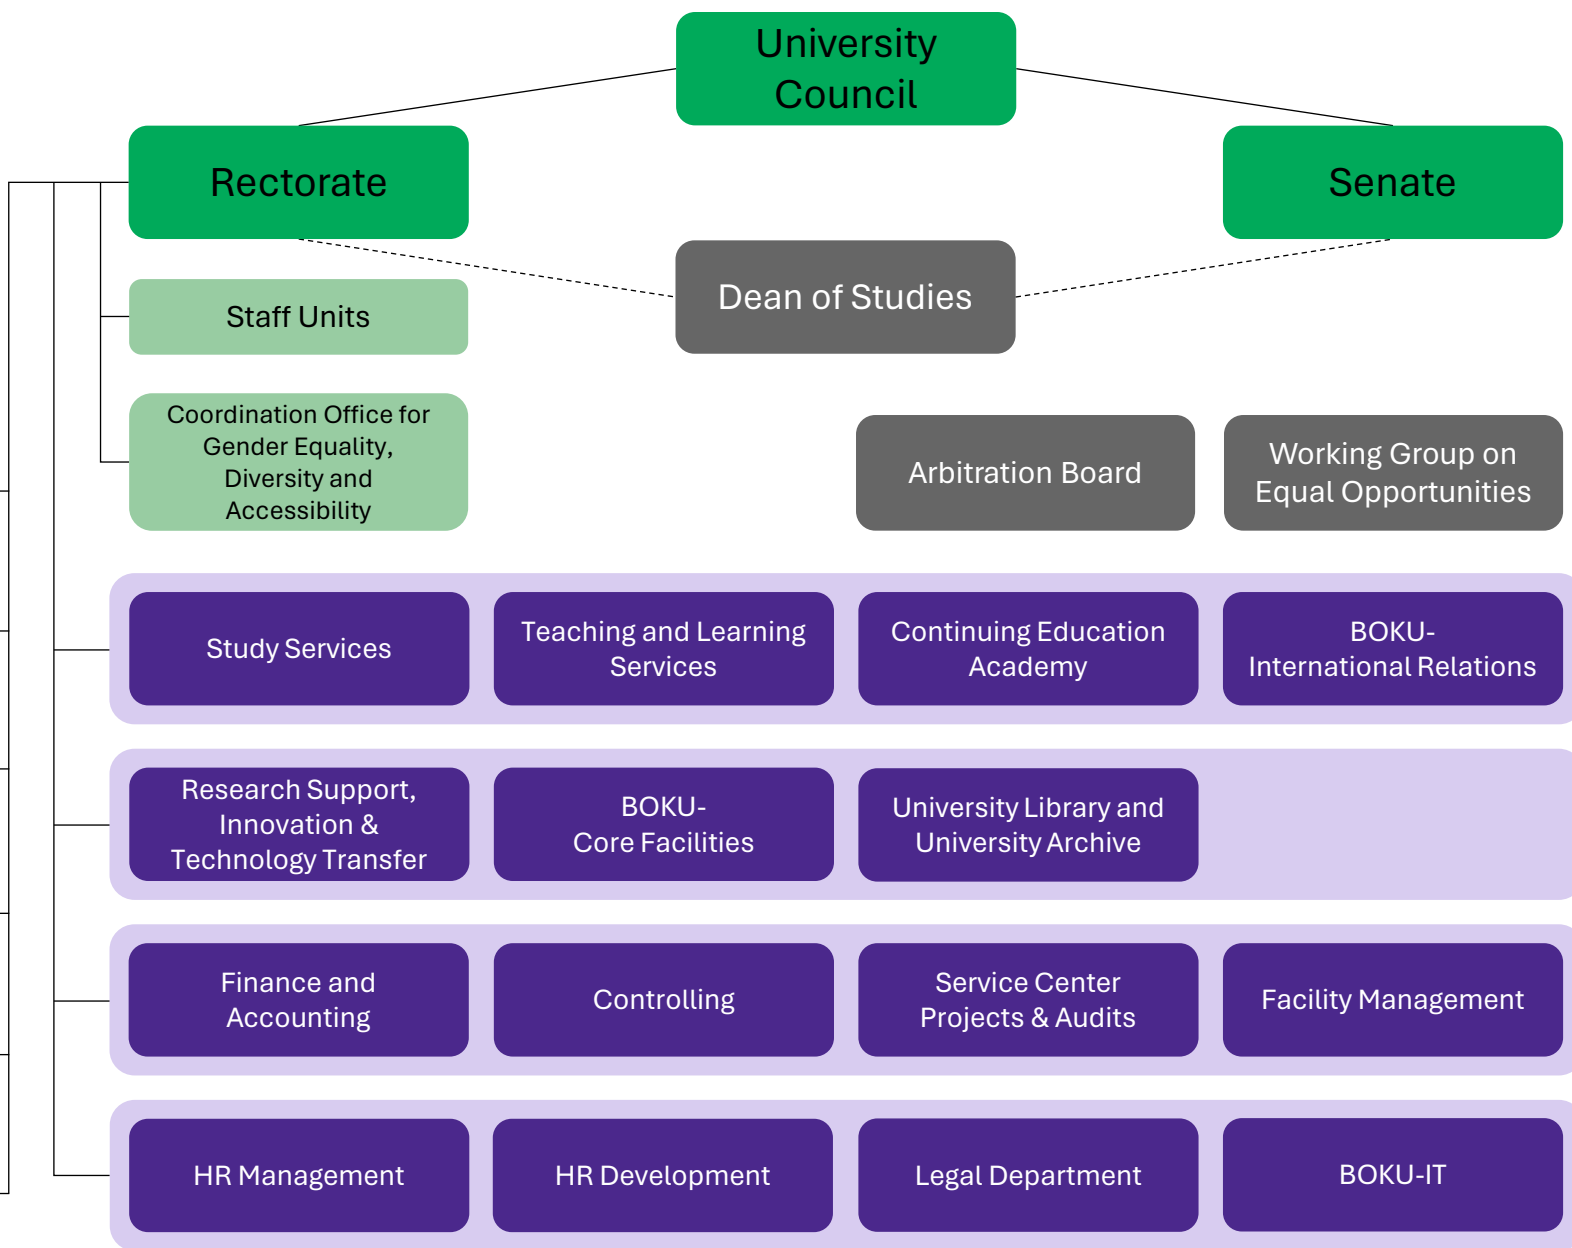 University
Council
Rectorate
Senate
Dean of Studies
Staff Units
Coordination Office for
Gender Equality,
Diversity and
Accessibility
Arbitration Board
Working Group on
Equal Opportunities
Study Services
Teaching and Learning
Services
Continuing Education
Academy
BOKU-
International Relations
Research Support,
Innovation &
Technology Transfer
BOKU-
Core Facilities
University Library and
University Archive
Finance and
Accounting
Controlling
Service Center
Projects & Audits
Facility Management
HR Management
HR Development
Legal Department
BOKU-IT